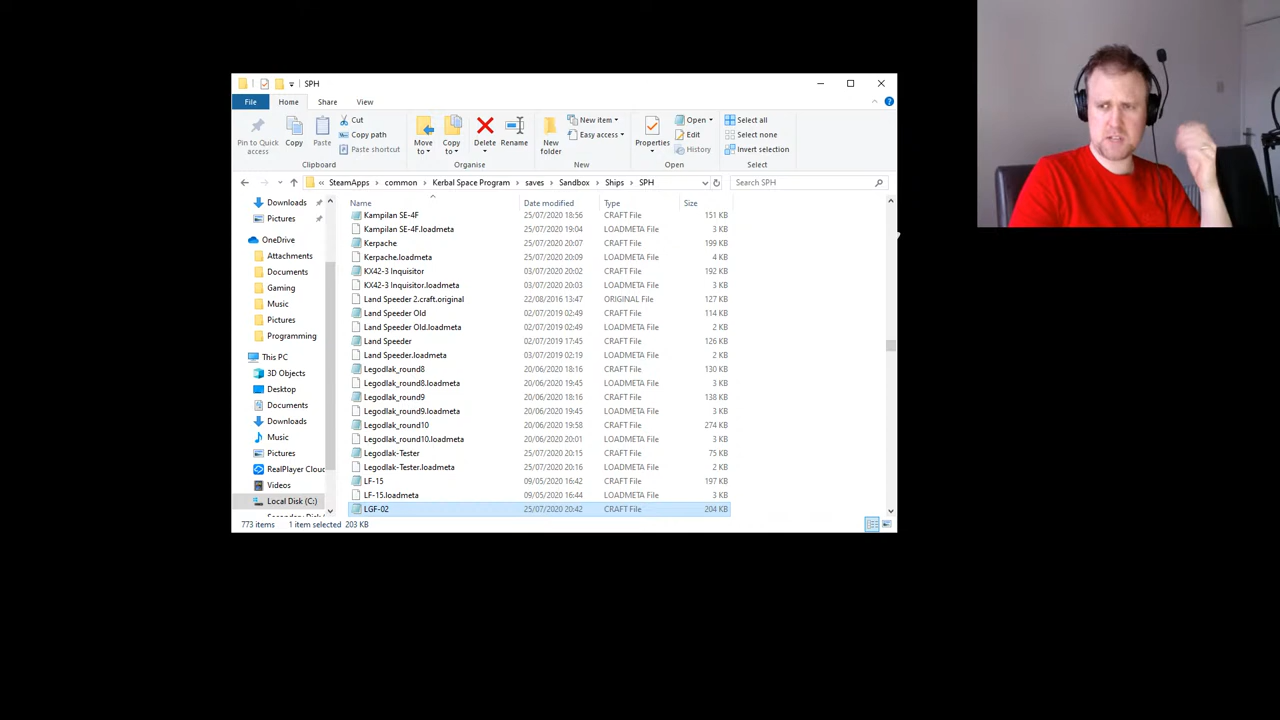 SPH
File Home Share View
Pin to Quick access
Copy
Paste
Cut
Copy path
Paste shortcut
Clipboard
Move to
Copy to
Delete
Rename
Organise
New folder
New item
Easy access
New
Properties
Open
Edit
History
Open
Select all
Select none
Invert selection
Select
« SteamApps > common > Kerbal Space Program > saves > Sandbox > Ships > SPH
Search SPH
Downloads
Pictures
OneDrive
Attachments
Documents
Gaming
Music
Pictures
Programming
This PC
3D Objects
Desktop
Documents
Downloads
Music
Pictures
RealPlayer Cloud
Videos
Local Disk (C:)
Name Date modified Type Size
Kampilan SE-4F 25/07/2020 18:56 CRAFT File 151 KB
Kampilan SE-4F.loadmeta 25/07/2020 19:04 LOADMETA File 3 KB
Kerpache 25/07/2020 20:07 CRAFT File 199 KB
Kerpache.loadmeta 25/07/2020 20:09 LOADMETA File 4 KB
KX42-3 Inquisitor 03/07/2020 20:02 CRAFT File 192 KB
KX42-3 Inquisitor.loadmeta 03/07/2020 20:03 LOADMETA File 3 KB
Land Speeder 2.craft.original 22/08/2016 13:47 ORIGINAL File 127 KB
Land Speeder Old 02/07/2019 02:49 CRAFT File 114 KB
Land Speeder Old.loadmeta 02/07/2019 02:49 LOADMETA File 2 KB
Land Speeder 02/07/2019 17:45 CRAFT File 126 KB
Land Speeder.loadmeta 03/07/2019 02:19 LOADMETA File 2 KB
Legodlak_round8 20/06/2020 18:16 CRAFT File 130 KB
Legodlak_round8.loadmeta 20/06/2020 19:45 LOADMETA File 3 KB
Legodlak_round9 20/06/2020 18:16 CRAFT File 138 KB
Legodlak_round9.loadmeta 20/06/2020 19:45 LOADMETA File 3 KB
Legodlak_round10 20/06/2020 19:58 CRAFT File 274 KB
Legodlak_round10.loadmeta 20/06/2020 20:01 LOADMETA File 3 KB
Legodlak-Tester 25/07/2020 20:15 CRAFT File 75 KB
Legodlak-Tester.loadmeta 25/07/2020 20:16 LOADMETA File 2 KB
LF-15 09/05/2020 16:42 CRAFT File 197 KB
LF-15.loadmeta 09/05/2020 16:44 LOADMETA File 3 KB
LGF-02 25/07/2020 20:42 CRAFT File 204 KB
773 items 1 item selected 203 KB